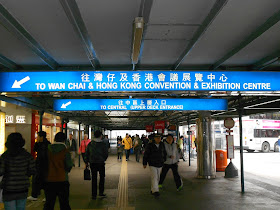 往灣仔及香港會議展覽中心
TO WAN CHAI & HONG KONG CONVENTION & EXHIBITION CENTRE
往中環上層入口
TO CENTRAL (UPPER DECK ENTRANCE)